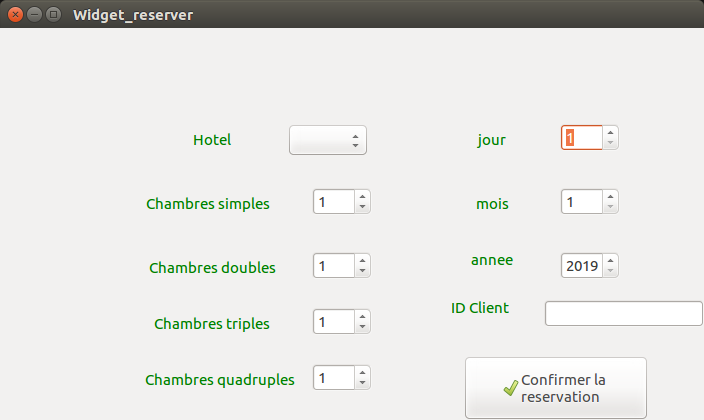 Widget_reserver
Hotel
jour
1
Chambres simples
1
mois
1
Chambres doubles
1
annee
2019
Chambres triples
1
ID Client
Chambres quadruples
1
Confirmer la
reservation